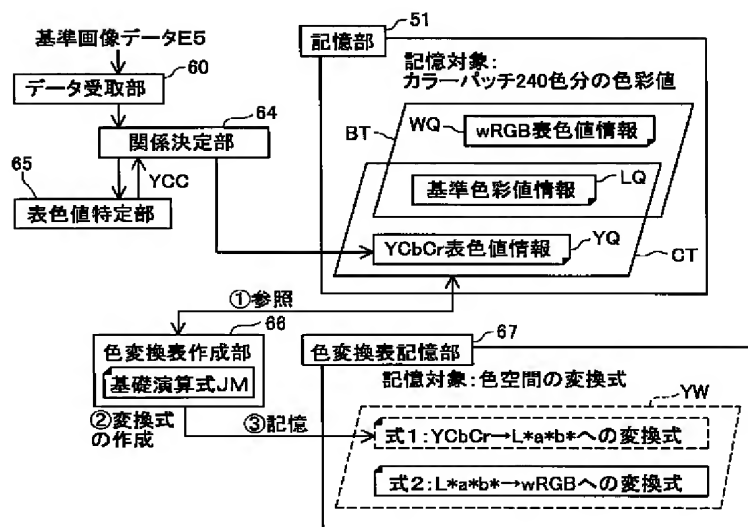 基準画像データE5
60
データ受取部
64
関係決定部
65
YCC
表色値特定部
51
記憶部
記憶対象:
カラーパッチ240色分の色彩値
BT
WQ
wRGB表色値情報
基準色彩値情報
LQ
YCbCr表色値情報
YQ
CT
①参照
66
色変換表作成部
基礎演算式JM
②変換式
の作成
③記憶
67
色変換表記憶部
記憶対象:色空間の変換式
YW
式1:YCbCr→L*a*b*への変換式
式2:L*a*b*→wRGBへの変換式